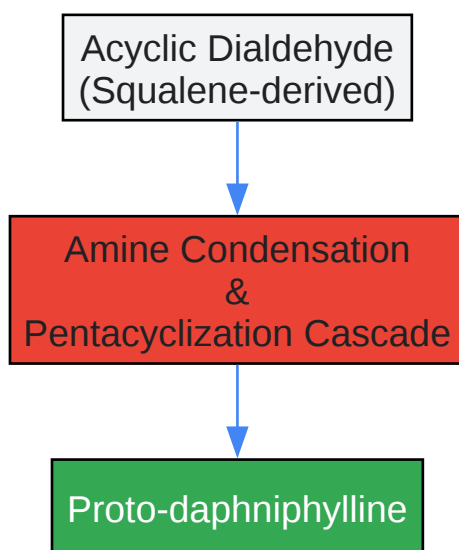 Acyclic Dialdehyde
(Squalene-derived)
Amine Condensation
&
Pentacyclization Cascade
Proto-daphniphylline